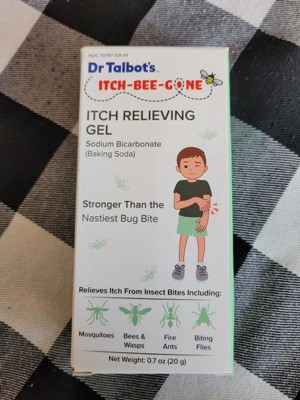 Dr Talbot's™
ITCH-BEE-GONE
ITCH RELIEVING
GEL
Sodium Bicarbonate
(Baking Soda)
Stronger Than the
Nastiest Bug Bite
Relieves Itch From Insect Bites Including:
Mosquitoes
Bees &
Wasps
Fire
Ants
Biting
Flies
Net Weight: 0.7 oz (20 g)